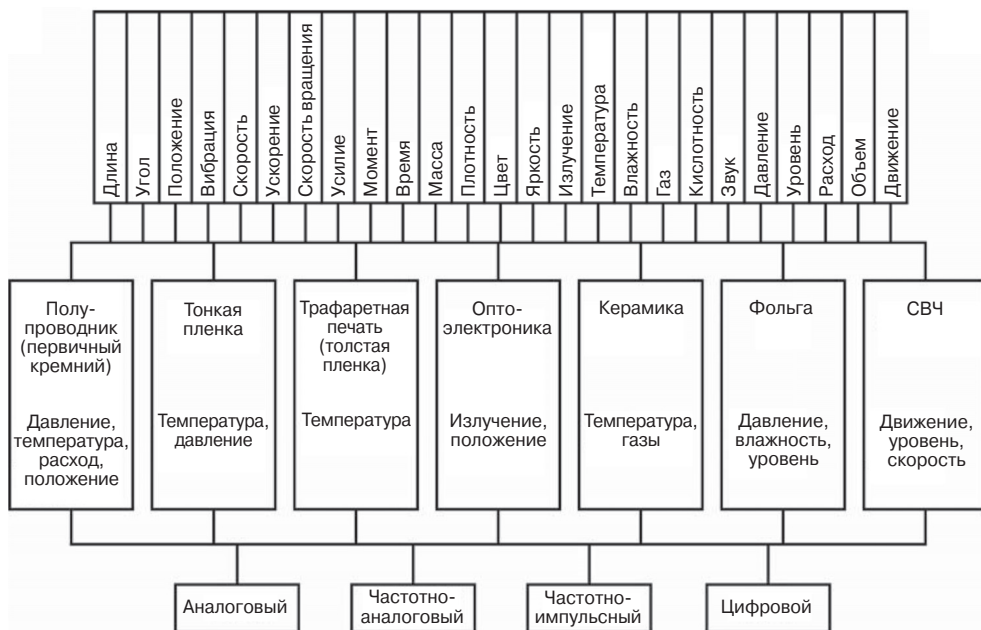 Длина
Угол
Положение
Вибрация
Скорость
Ускорение
Скорость вращения
Усилие
Момент
Время
Масса
Плотность
Цвет
Яркость
Излучение
Температура
Влажность
Газ
Кислотность
Звук
Давление
Уровень
Расход
Объем
Движение
Полу-
проводник
(первичный
кремний)
Давление,
температура,
расход,
положение
Тонкая
пленка
Температура,
давление
Трафаретная
печать
(толстая
пленка)
Температура
Опто-
электроника
Излучение,
положение
Керамика
Температура,
газы
Фольга
Давление,
влажность,
уровень
СВЧ
Движение,
уровень,
скорость
Аналоговый
Частотно-
аналоговый
Частотно-
импульсный
Цифровой